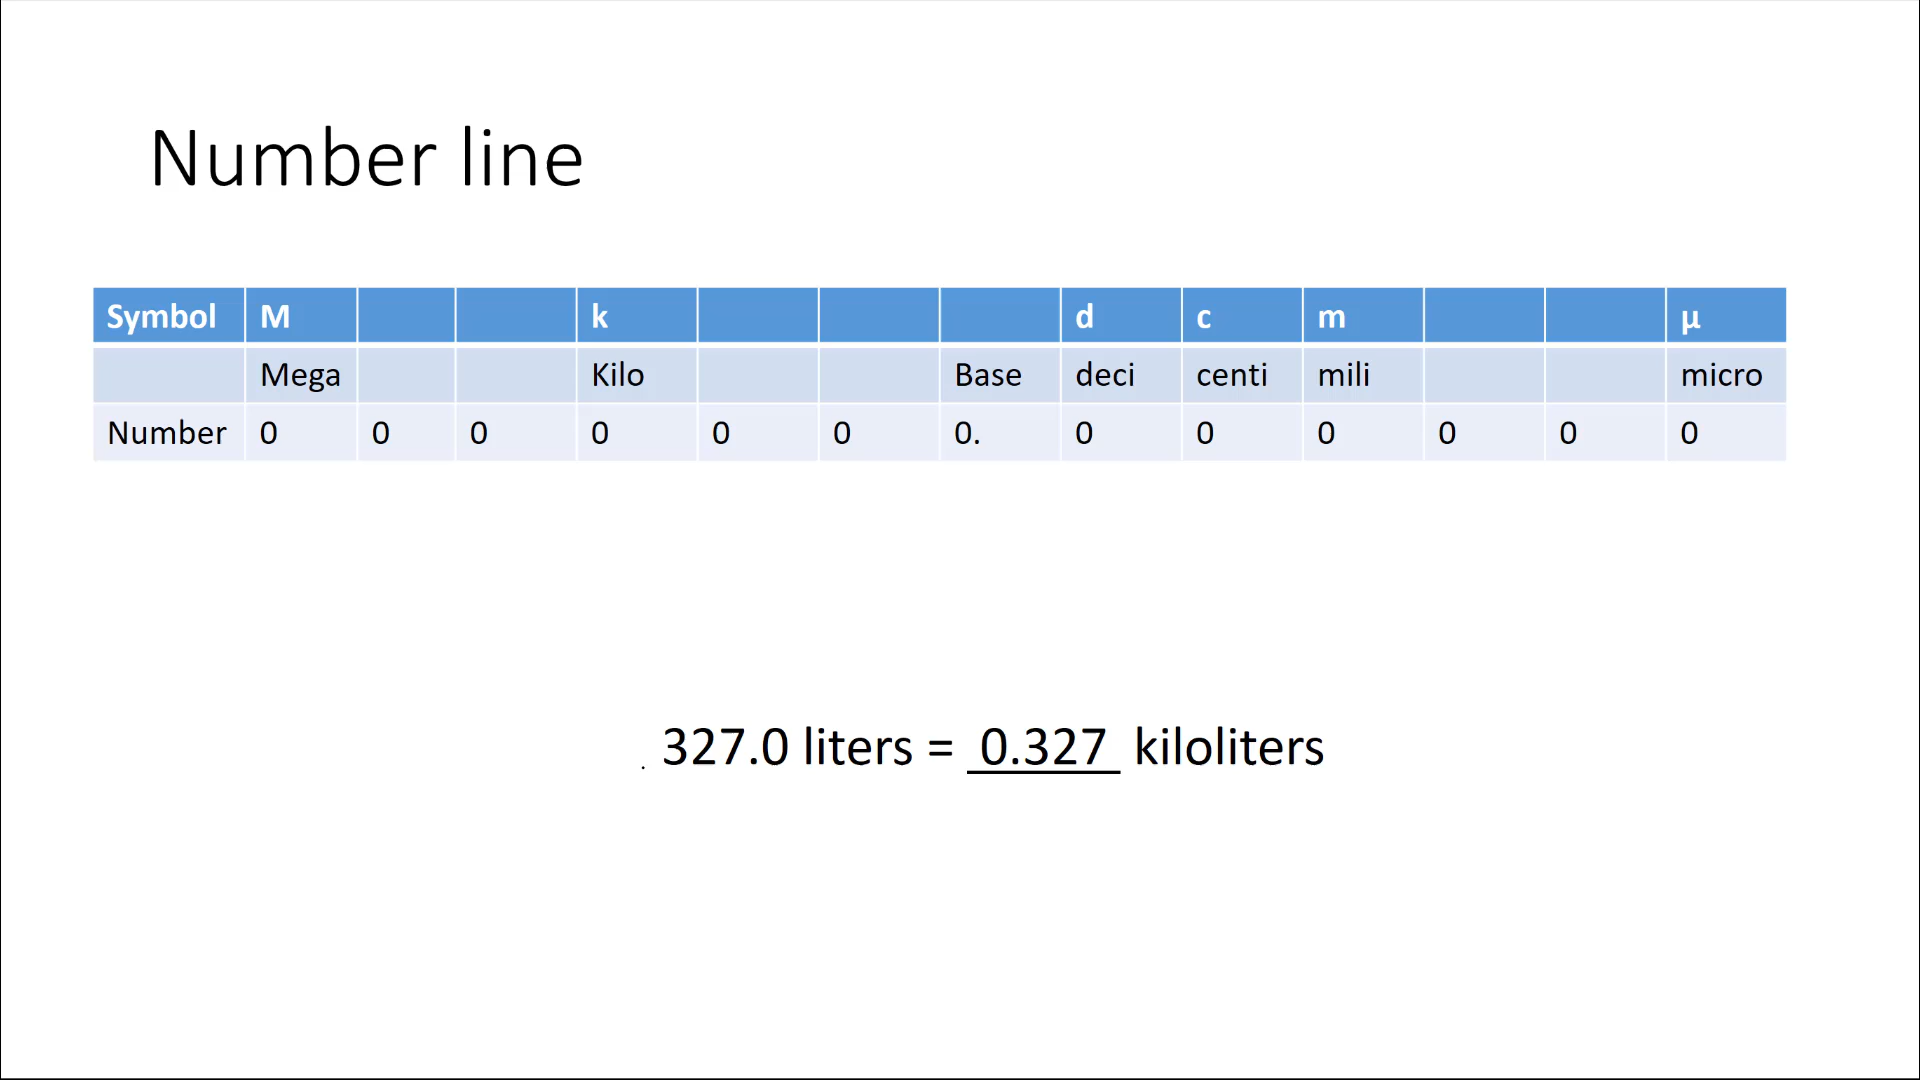 Number line
Symbol M k d c m µ
Mega Kilo Base deci centi mili micro
Number 0 0 0 0 0 0 0. 0 0 0 0 0 0
. 327.0 liters = 0.327 kiloliters